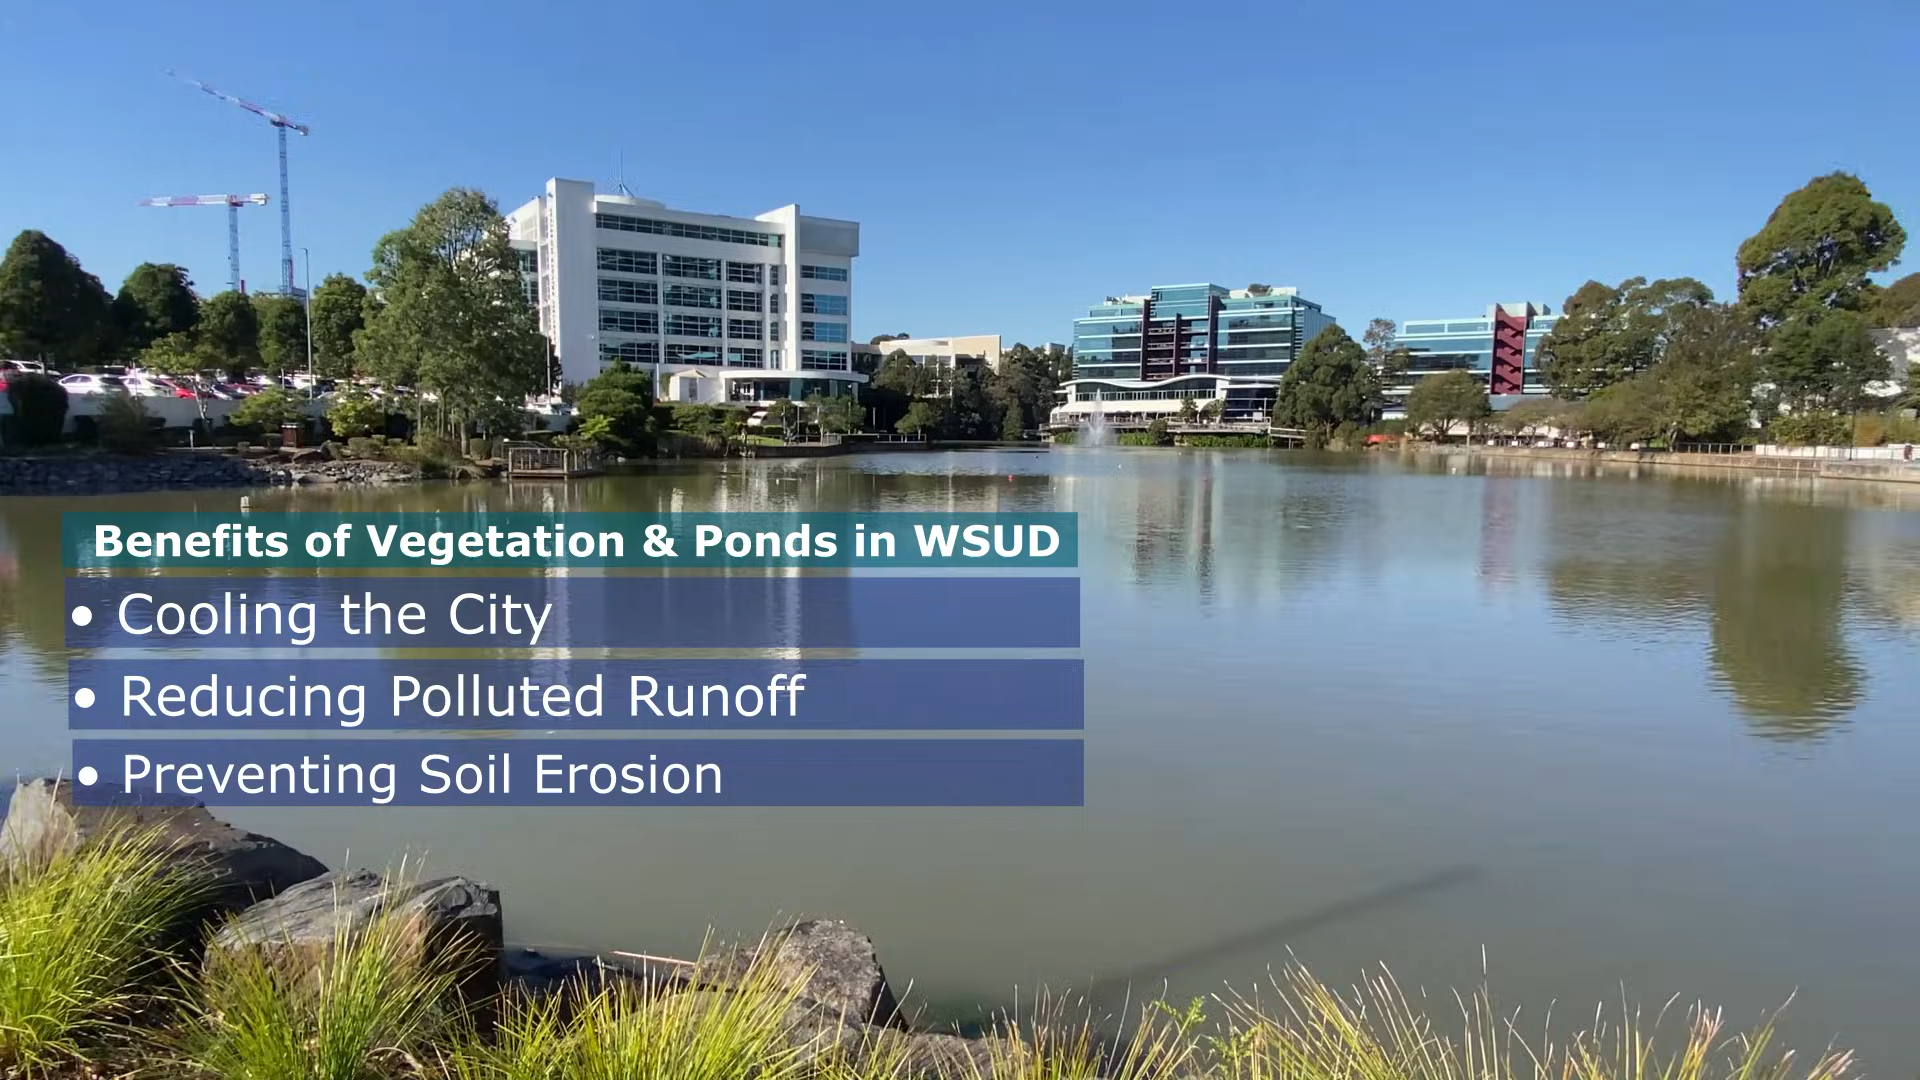 Benefits of Vegetation & Ponds in WSUD
• Cooling the City
• Reducing Polluted Runoff
• Preventing Soil Erosion